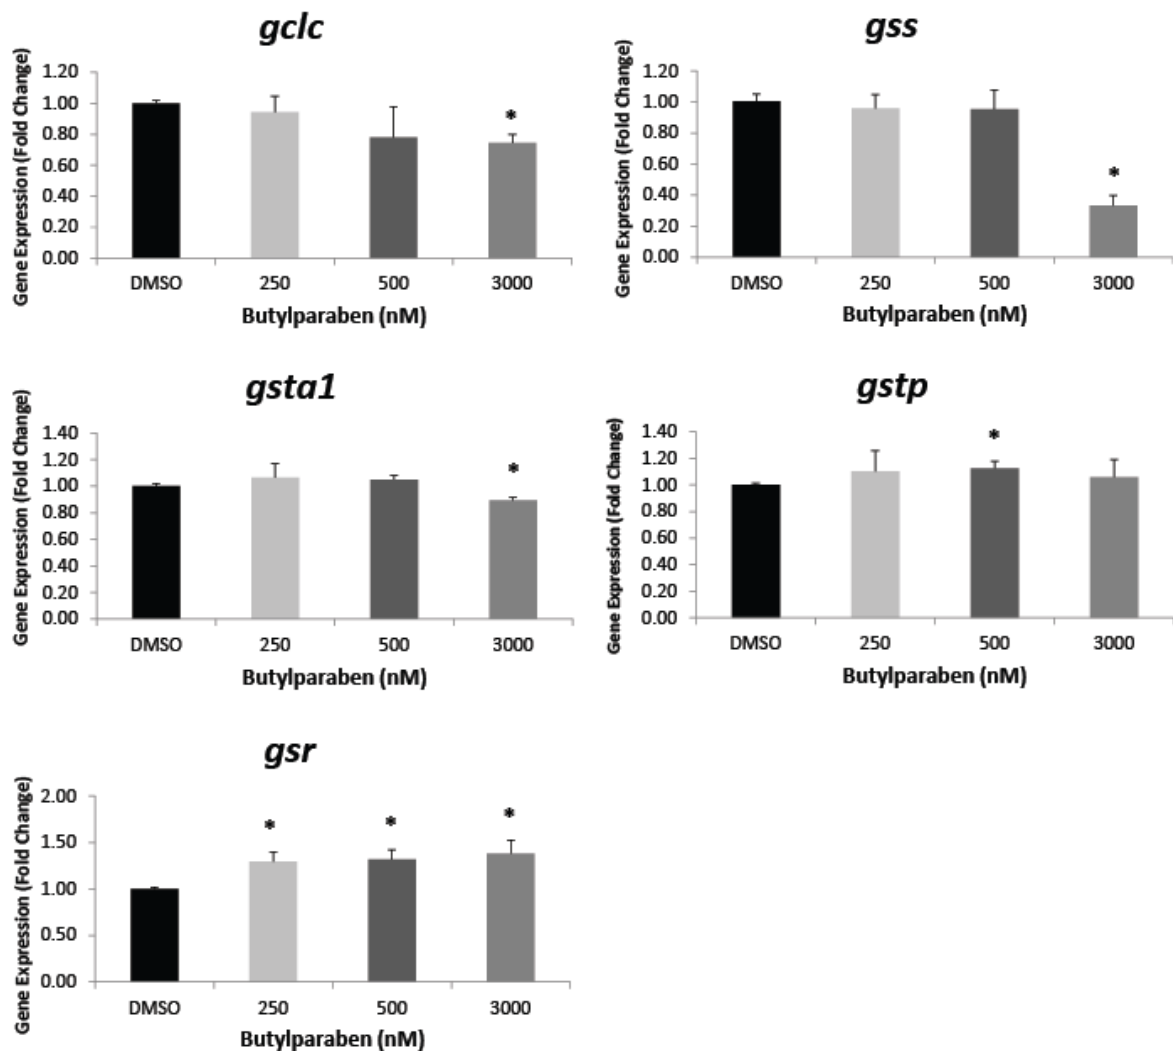 gclc
Gene Expression (Fold Change)
1.20
1.00
0.80
0.60
0.40
0.20
0.00
*
DMSO 250 500 3000
Butylparaben (nM)
gss
Gene Expression (Fold Change)
1.20
1.00
0.80
0.60
0.40
0.20
0.00
*
DMSO 250 500 3000
Butylparaben (nM)
gsta1
Gene Expression (Fold Change)
1.40
1.20
1.00
0.80
0.60
0.40
0.20
0.00
*
DMSO 250 500 3000
Butylparaben (nM)
gstp
Gene Expression (Fold Change)
1.40
1.20
1.00
0.80
0.60
0.40
0.20
0.00
*
DMSO 250 500 3000
Butylparaben (nM)
gsr
Gene Expression (Fold Change)
2.00
1.50
1.00
0.50
0.00
* * *
DMSO 250 500 3000
Butylparaben (nM)